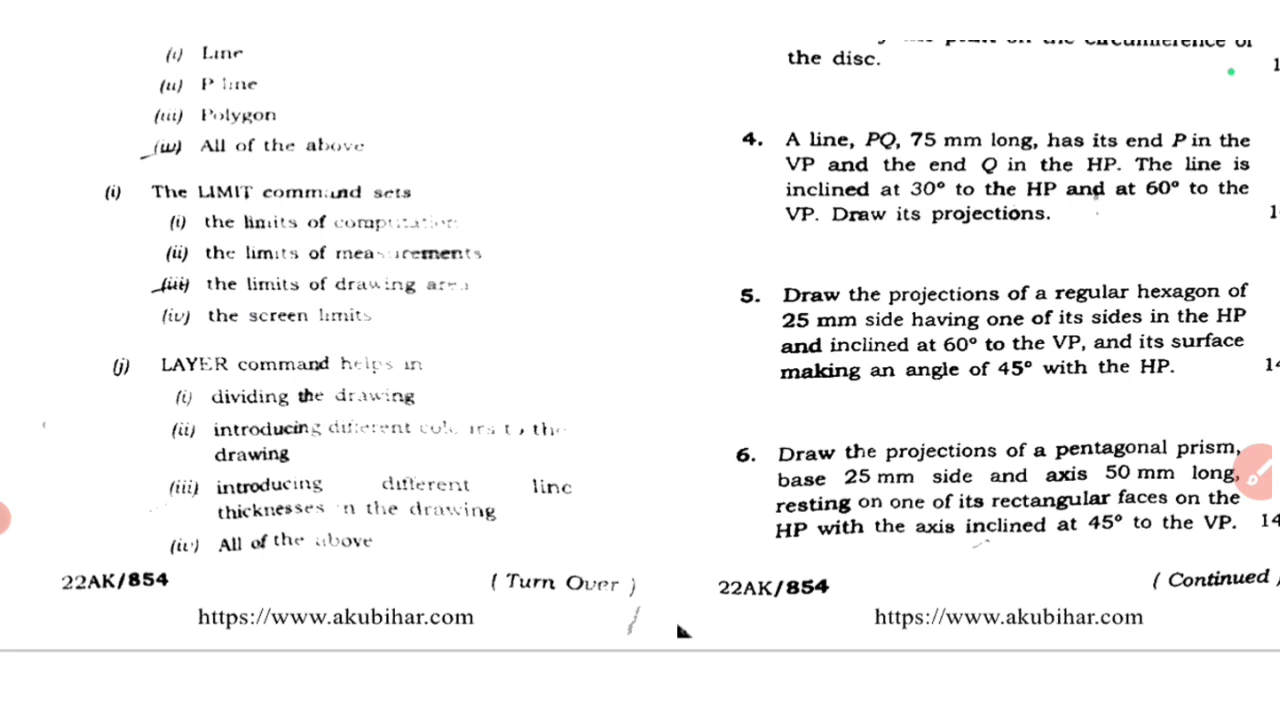 (i) Line
(ii) P line
(iii) Polygon
(iv) All of the above
(i) The LIMIT command sets
(i) the limits of computation
(ii) the limits of measurements
(iii) the limits of drawing area
(iv) the screen limits
(j) LAYER command helps in
(i) dividing the drawing
(ii) introducing different colours to the
drawing
(iii) introducing different line
thicknesses in the drawing
(iv) All of the above
22AK/854
( Turn Over )
https://www.akubihar.com
on the circumference of
the disc.
4. A line, PQ, 75 mm long, has its end P in the
VP and the end Q in the HP. The line is
inclined at 30° to the HP and at 60° to the
VP. Draw its projections.
5. Draw the projections of a regular hexagon of
25 mm side having one of its sides in the HP
and inclined at 60° to the VP, and its surface
making an angle of 45° with the HP. 14
6. Draw the projections of a pentagonal prism,
base 25 mm side and axis 50 mm long,
resting on one of its rectangular faces on the
HP with the axis inclined at 45° to the VP. 14
22AK/854
( Continued )
https://www.akubihar.com